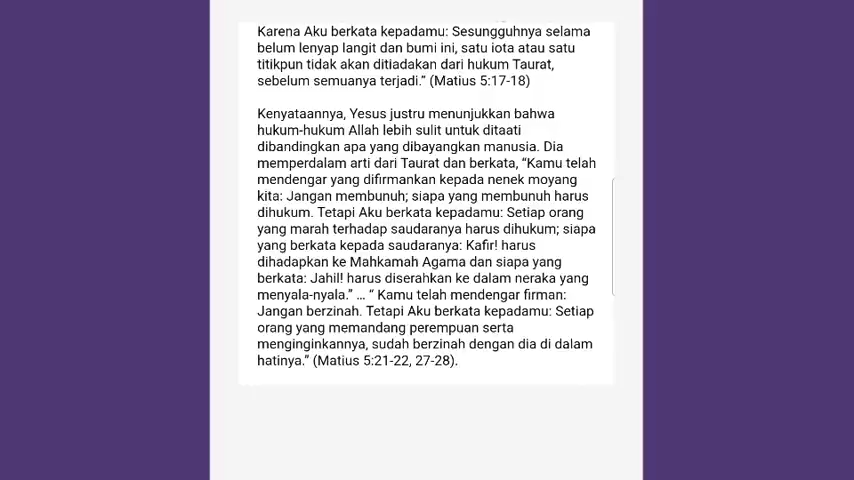 Karena Aku berkata kepadamu: Sesungguhnya selama
belum lenyap langit dan bumi ini, satu iota atau satu
titikpun tidak akan ditiadakan dari hukum Taurat,
sebelum semuanya terjadi.” (Matius 5:17-18)
Kenyataannya, Yesus justru menunjukkan bahwa
hukum-hukum Allah lebih sulit untuk ditaati
dibandingkan apa yang dibayangkan manusia. Dia
memperdalam arti dari Taurat dan berkata, “Kamu telah
mendengar yang difirmankan kepada nenek moyang
kita: Jangan membunuh; siapa yang membunuh harus
dihukum. Tetapi Aku berkata kepadamu: Setiap orang
yang marah terhadap saudaranya harus dihukum; siapa
yang berkata kepada saudaranya: Kafir! harus
dihadapkan ke Mahkamah Agama dan siapa yang
berkata: Jahil! harus diserahkan ke dalam neraka yang
menyala-nyala.” … “ Kamu telah mendengar firman:
Jangan berzinah. Tetapi Aku berkata kepadamu: Setiap
orang yang memandang perempuan serta
menginginkannya, sudah berzinah dengan dia di dalam
hatinya.” (Matius 5:21-22, 27-28).